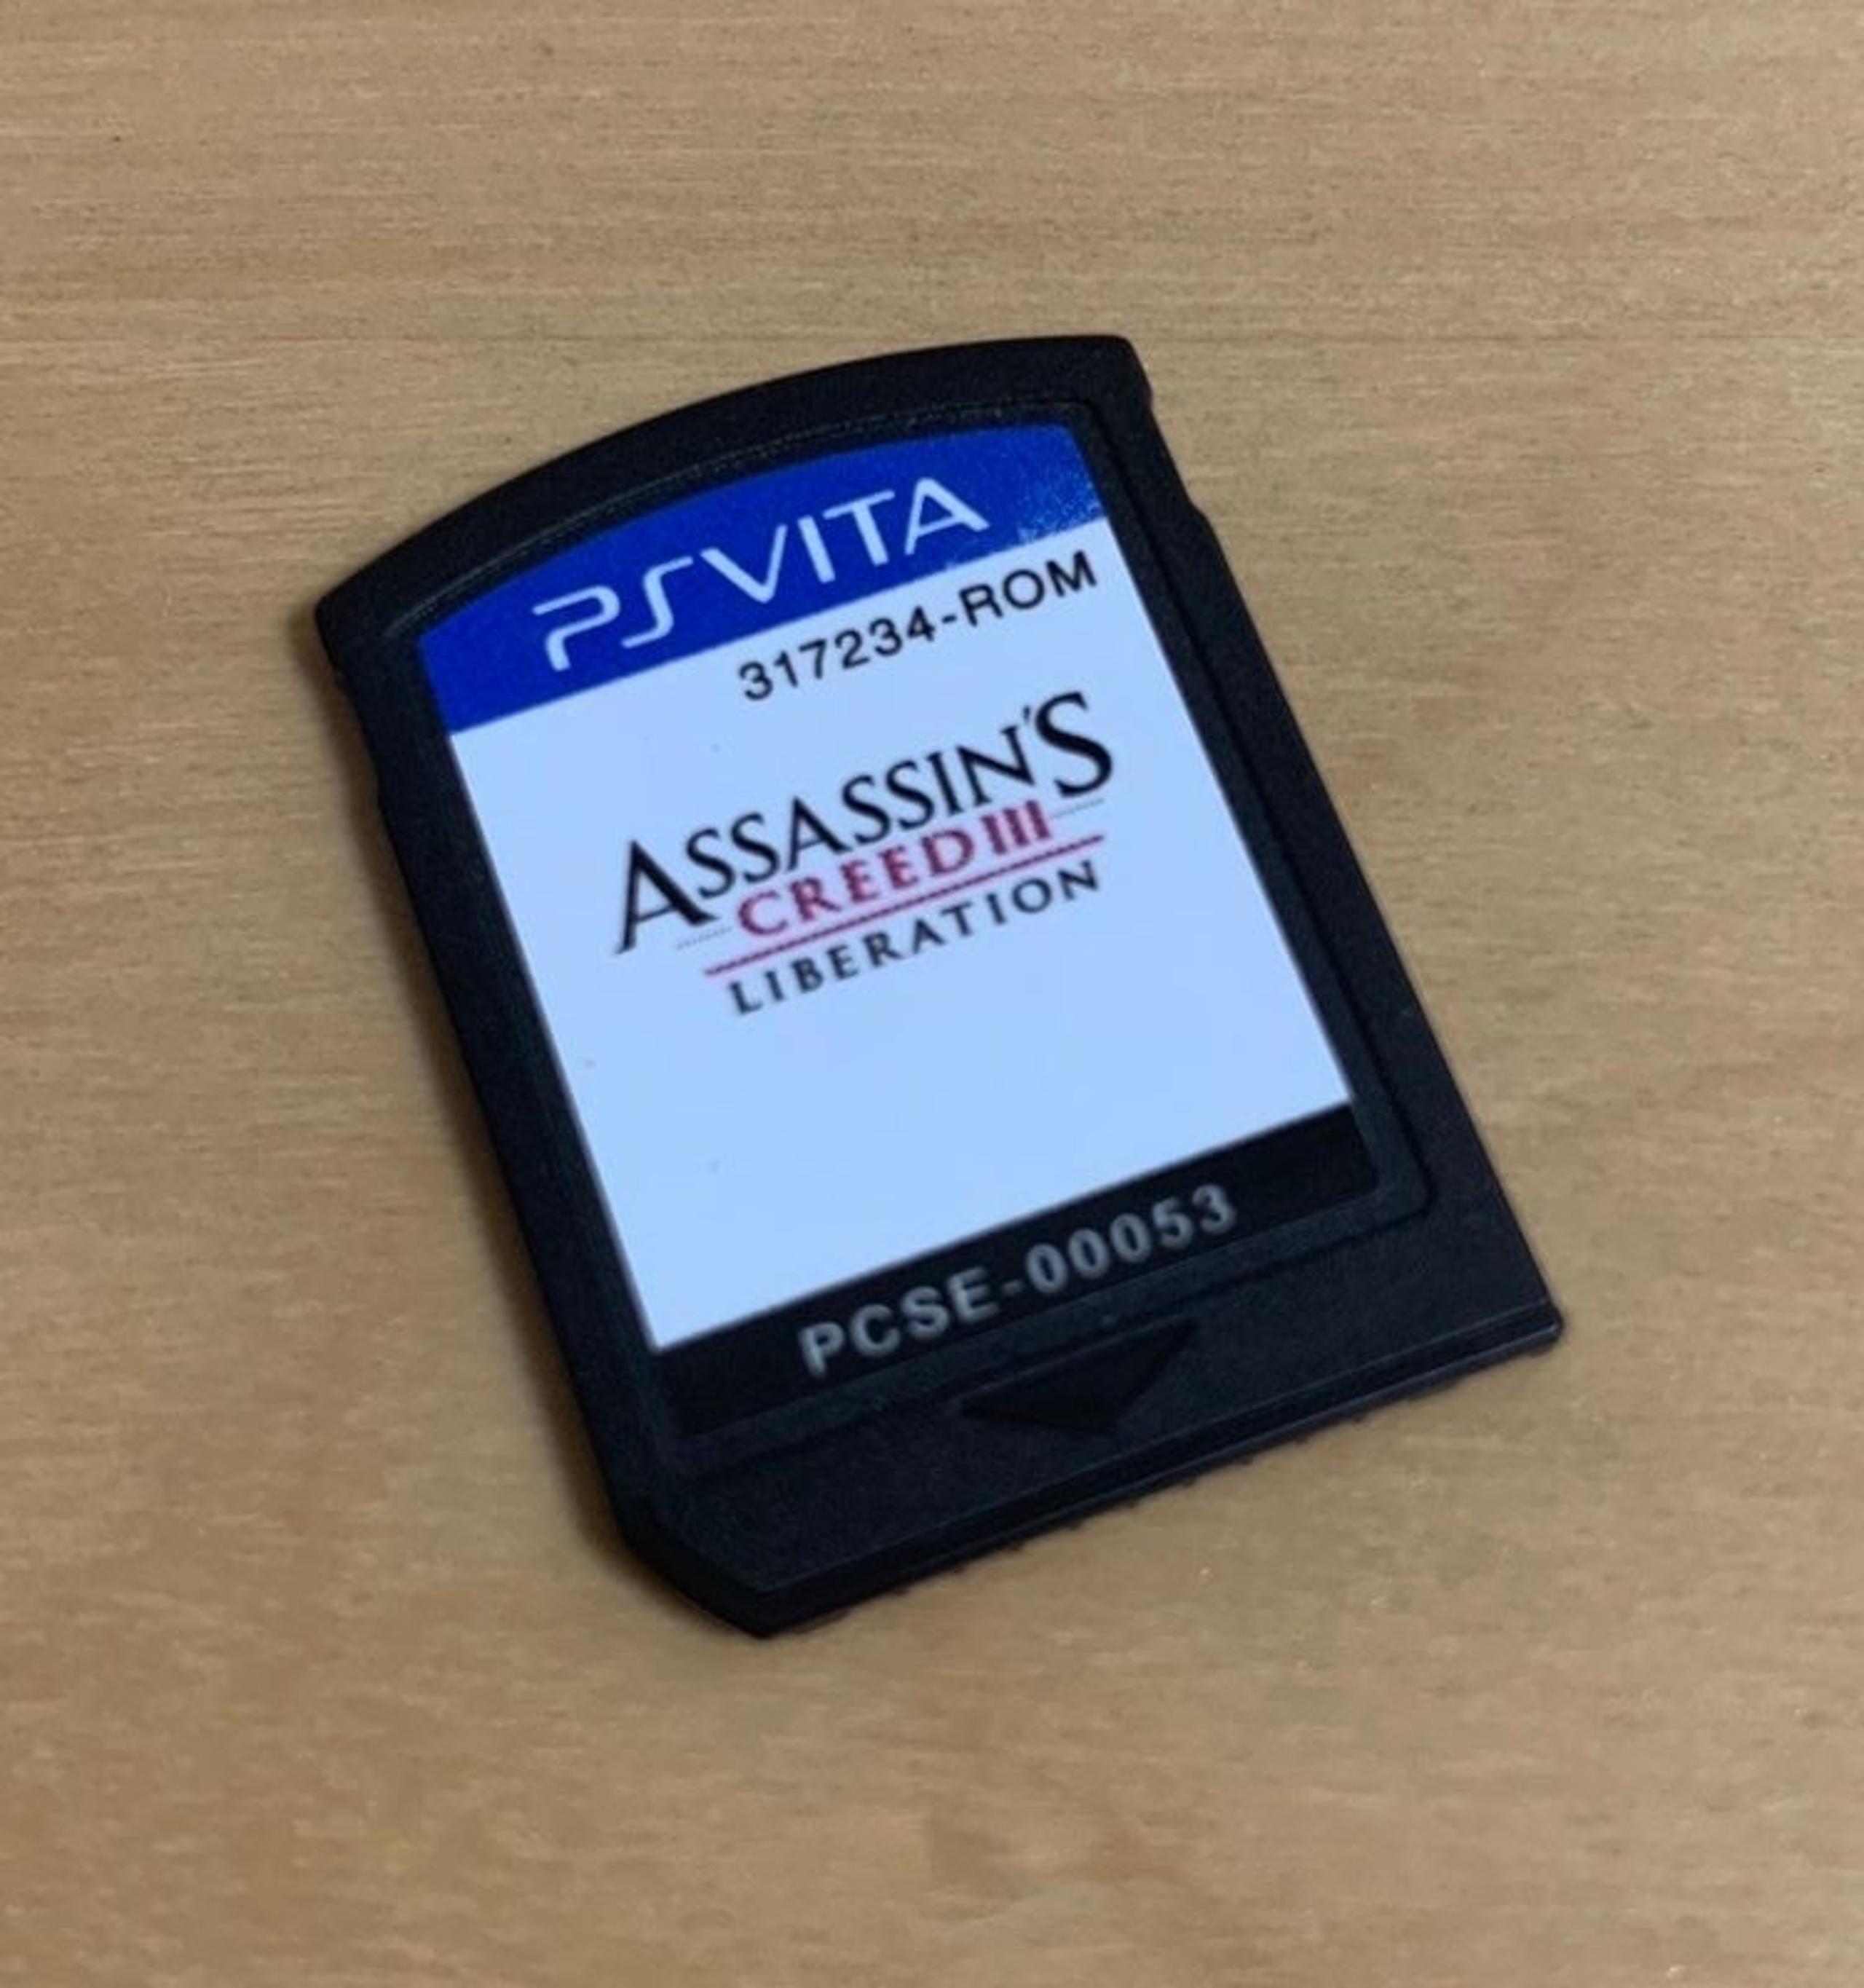 PSVITA
317234-ROM
ASSASSIN'S
CREED III
LIBERATION
PCSE-00053